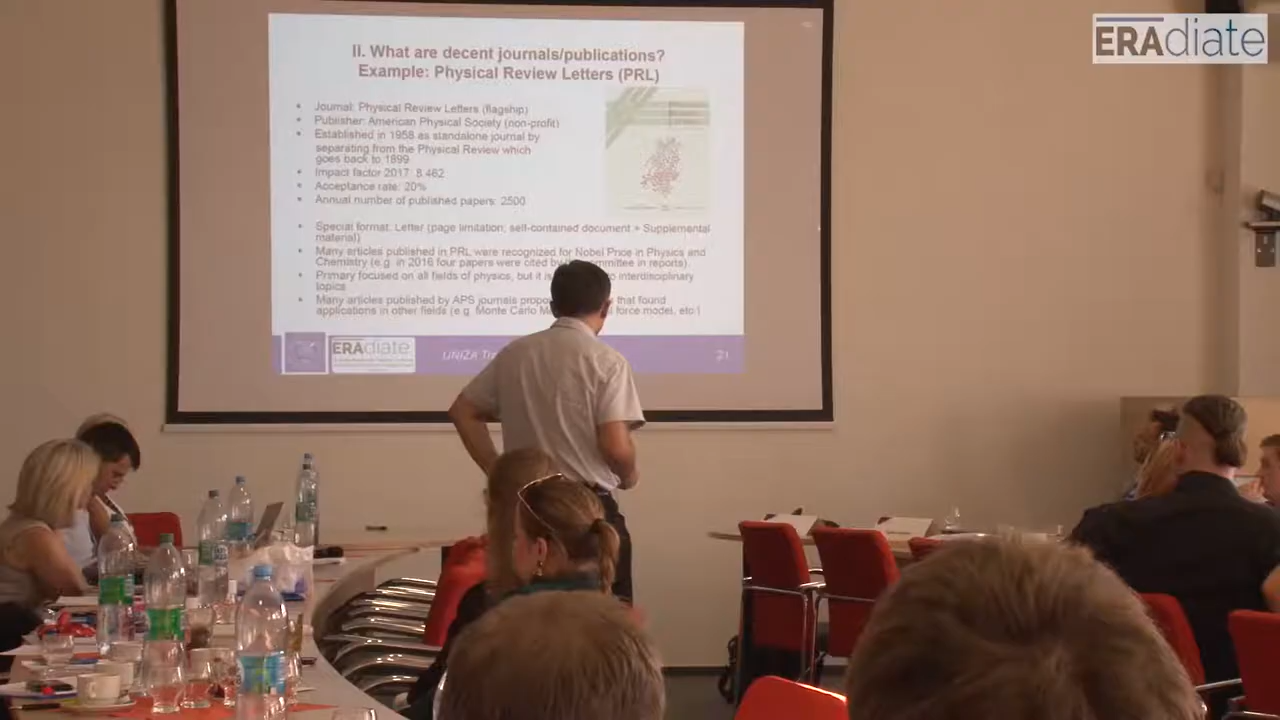 ERAdiate
II. What are decent journals/publications?
Example: Physical Review Letters (PRL)
• Journal: Physical Review Letters (flagship)
• Publisher: American Physical Society (non-profit)
• Established in 1958 as standalone journal by
separating from the Physical Review which
goes back to 1899
• Impact factor 2017: 8.462
• Acceptance rate: 20%
• Annual number of published papers: 2500
• Special format: Letter (page limitation; self-contained document + Supplemental
material)
• Many articles published in PRL were recognized for Nobel Price in Physics and
Chemistry (e.g. in 2016 four papers were cited by committee in reports).
• Primary focused on all fields of physics, but it is interdisciplinary
topics
• Many articles published by APS journals that found
applications in other fields (e.g. Monte Carlo force model, etc.)
ERAdiate
UNIZA
21